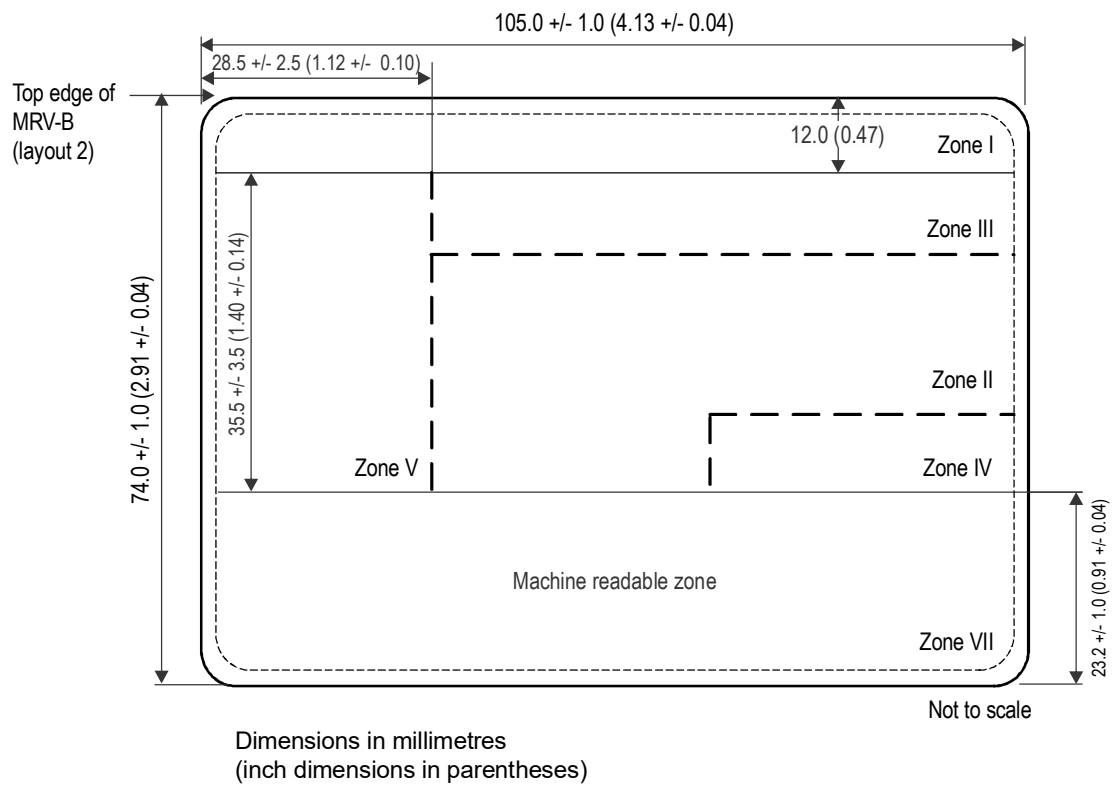 105.0 +/- 1.0 (4.13 +/- 0.04)
28.5 +/- 2.5 (1.12 +/-  0.10)
Top edge of
MRV-B
(layout 2)
12.0 (0.47)
Zone I
Zone III
35.5 +/- 3.5 (1.40 +/- 0.14)
74.0 +/- 1.0 (2.91 +/- 0.04)
Zone II
Zone V
Zone IV
23.2 +/- 1.0 (0.91 +/- 0.04)
Machine readable zone
Zone VII
Not to scale
Dimensions in millimetres
(inch dimensions in parentheses)